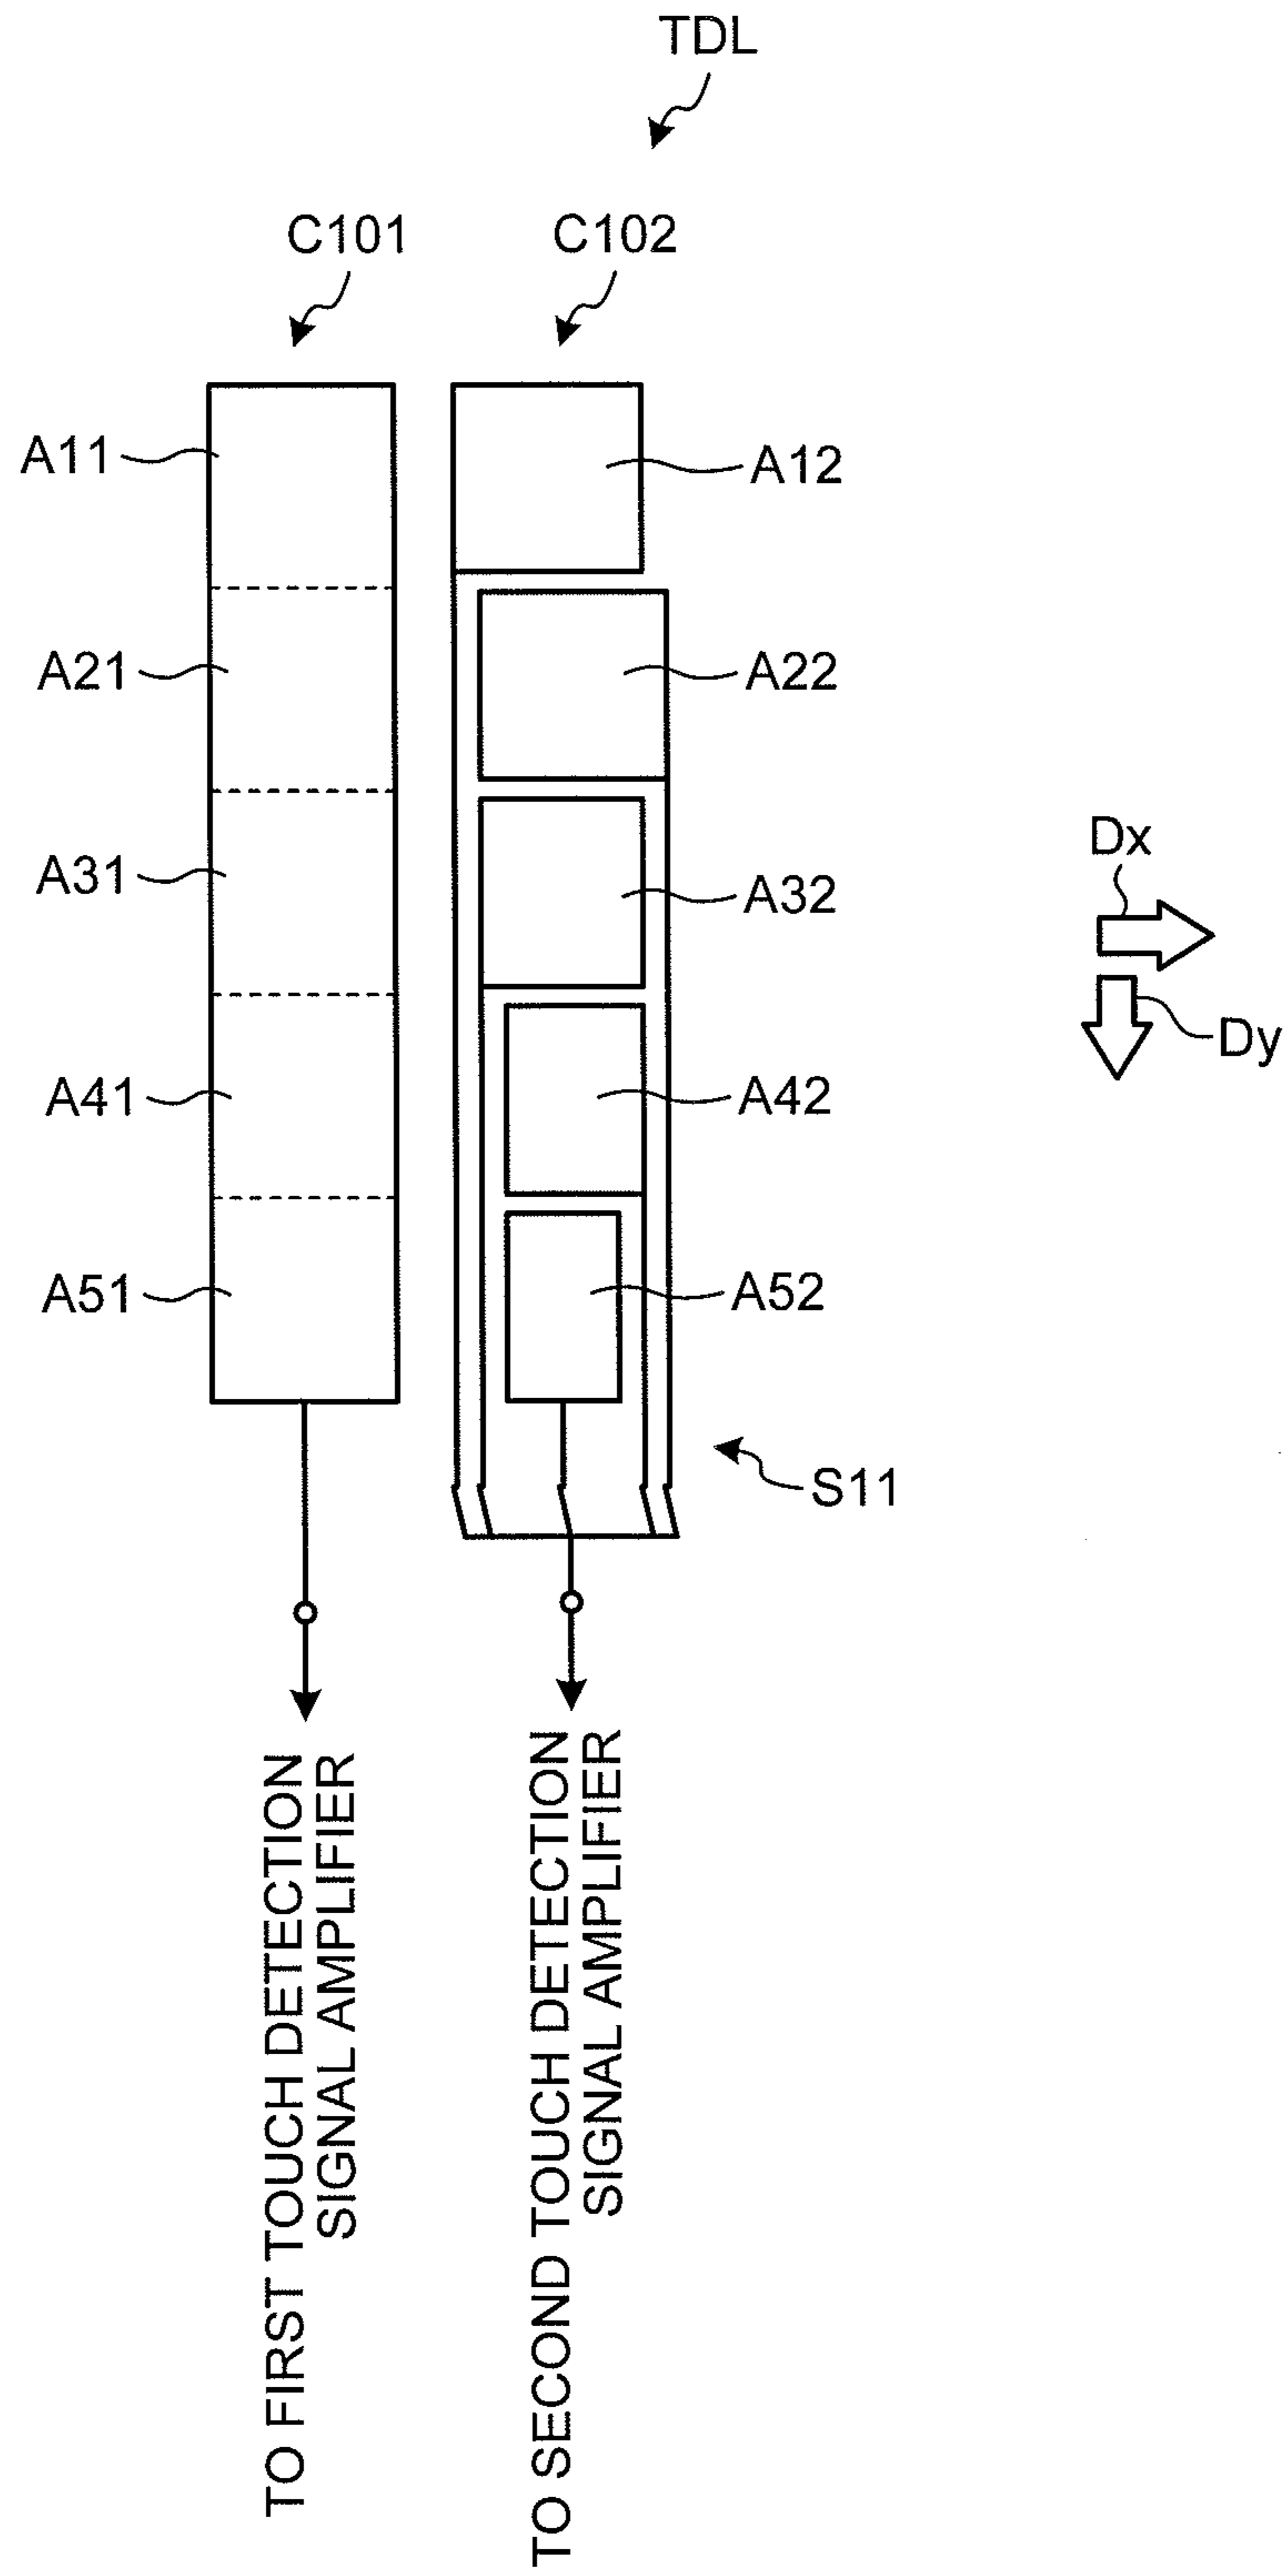 TDL
C101
C102
A11
A12
A21
A22
A31
A32
Dx
Dy
A41
A42
A51
A52
S11
TO FIRST TOUCH DETECTION
SIGNAL AMPLIFIER
TO SECOND TOUCH DETECTION
SIGNAL AMPLIFIER